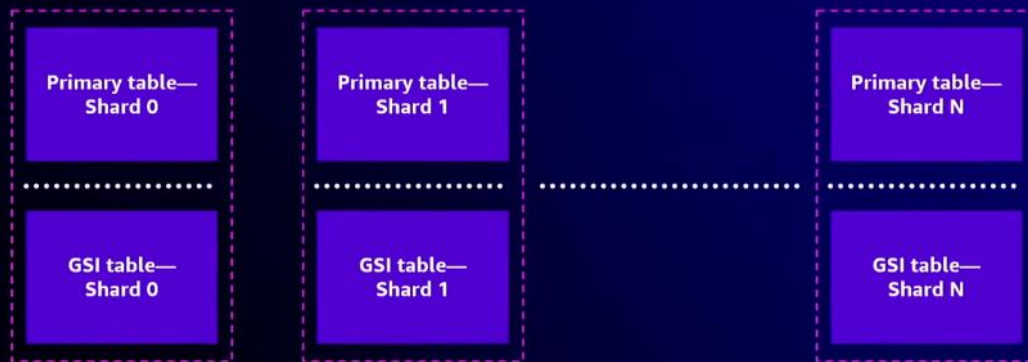 Primary table—
Shard 0
Primary table—
Shard 1
Primary table—
Shard N
GSI table—
Shard 0
GSI table—
Shard 1
GSI table—
Shard N